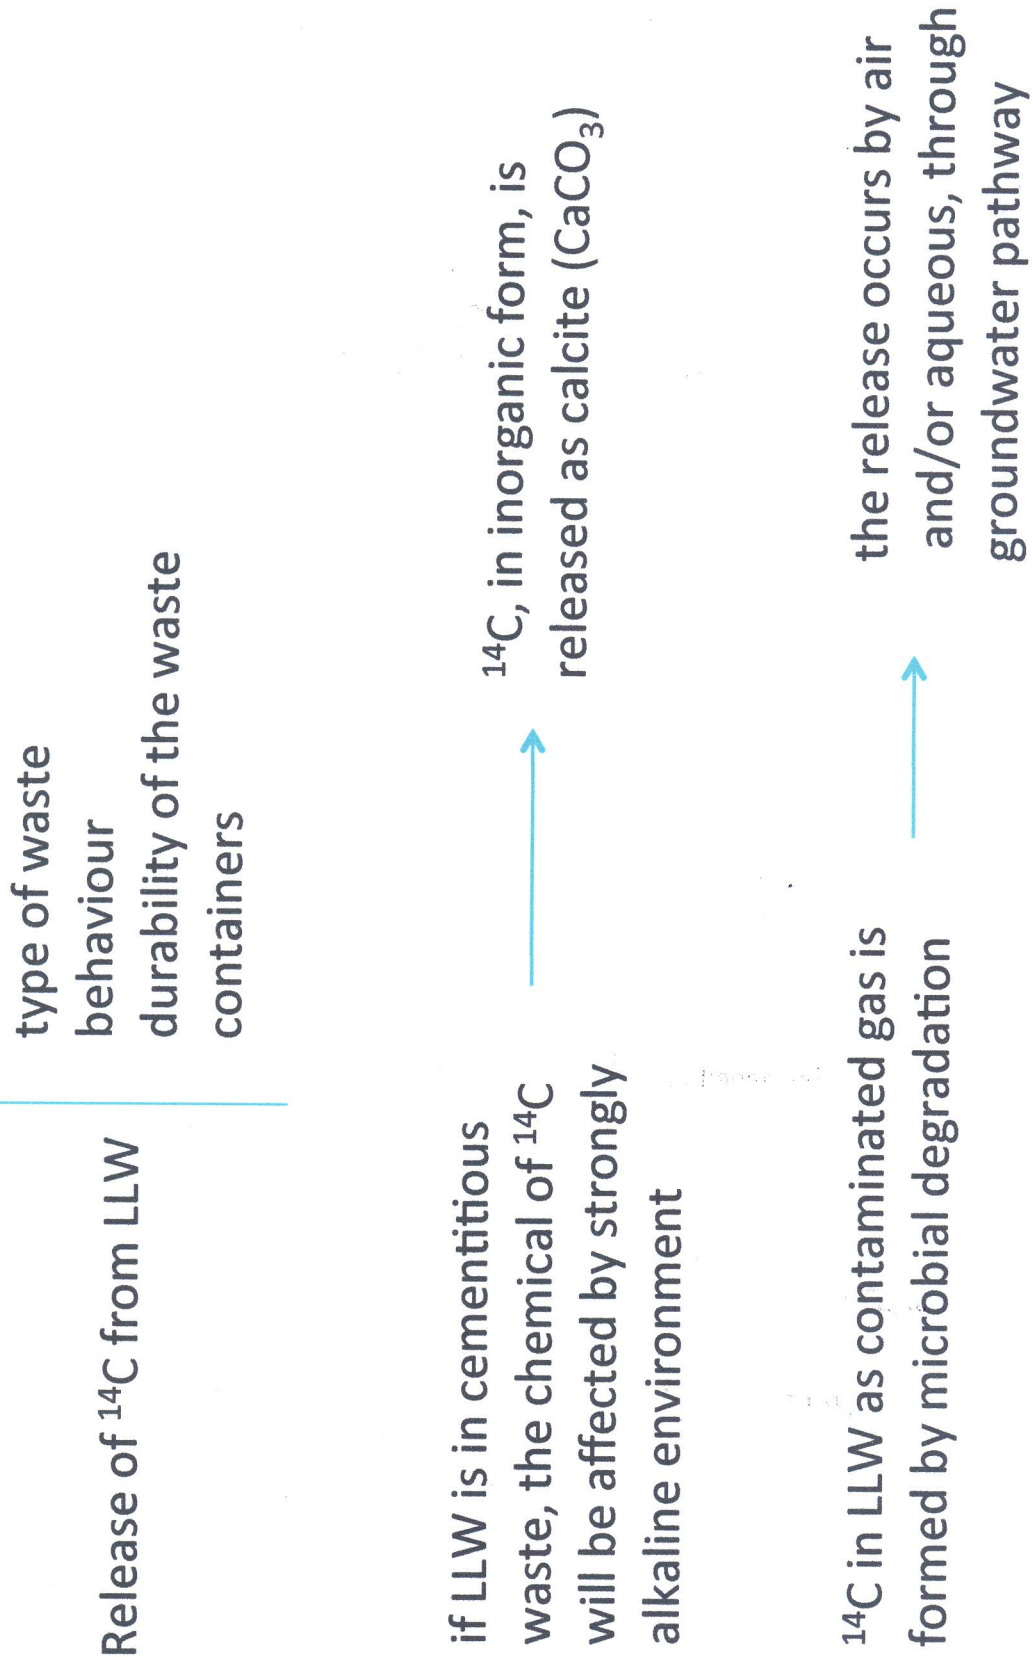 Release of ¹⁴C from LLW
type of waste
behaviour
durability of the waste
containers
if LLW is in cementitious
waste, the chemical of ¹⁴C
will be affected by strongly
alkaline environment
¹⁴C, in inorganic form, is
released as calcite (CaCO₃)
¹⁴C in LLW as contaminated gas is
formed by microbial degradation
the release occurs by air
and/or aqueous, through
groundwater pathway